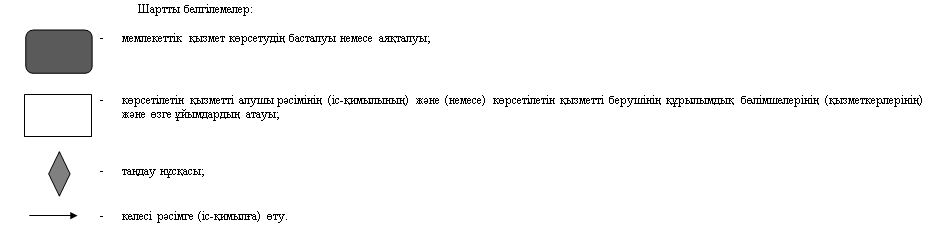 Шартты белгілемелер:
- мемлекеттік қызмет көрсетудің басталуы немесе аяқталуы;
- көрсетілетін қызметті алушы рәсімінің (іс-қимылының) және (немесе) көрсетілетін қызметті берушінің құрылымдық бөлімшелерінің (қызметкерлерінің)
және өзге ұйымдардың атауы;
- таңдау нұсқасы;
- келесі рәсімге (іс-қимылға) өту.